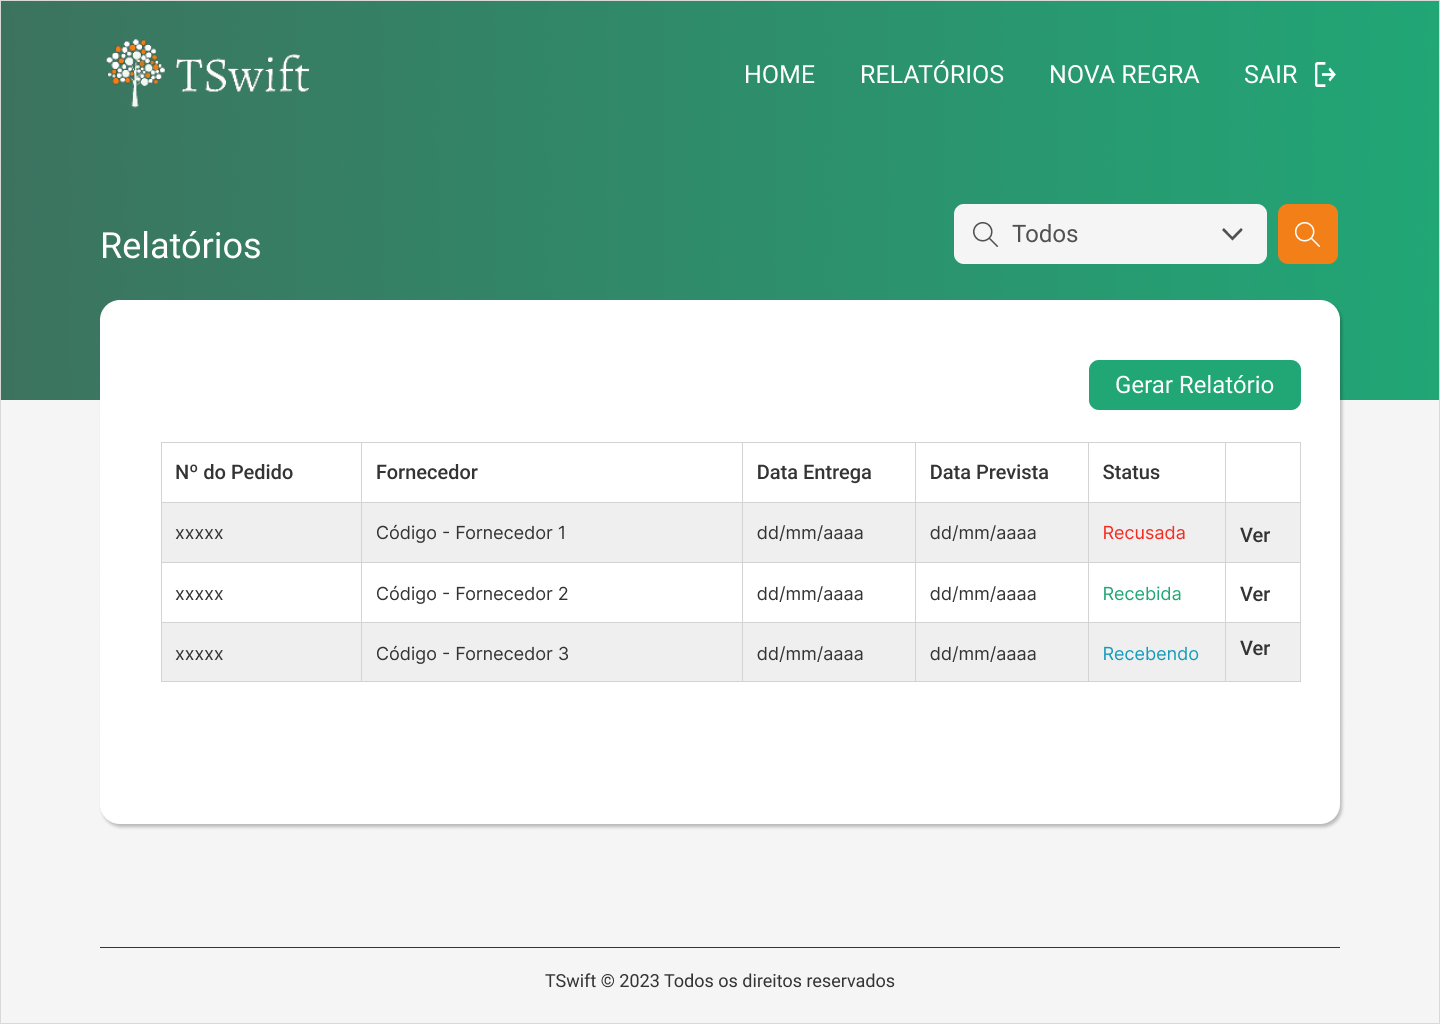 TSwift
HOME RELATÓRIOS NOVA REGRA SAIR
Relatórios
Todos
Gerar Relatório
Nº do Pedido Fornecedor Data Entrega Data Prevista Status
xxxxx Código - Fornecedor 1 dd/mm/aaaa dd/mm/aaaa Recusada Ver
xxxxx Código - Fornecedor 2 dd/mm/aaaa dd/mm/aaaa Recebida Ver
xxxxx Código - Fornecedor 3 dd/mm/aaaa dd/mm/aaaa Recebendo Ver
TSwift © 2023 Todos os direitos reservados